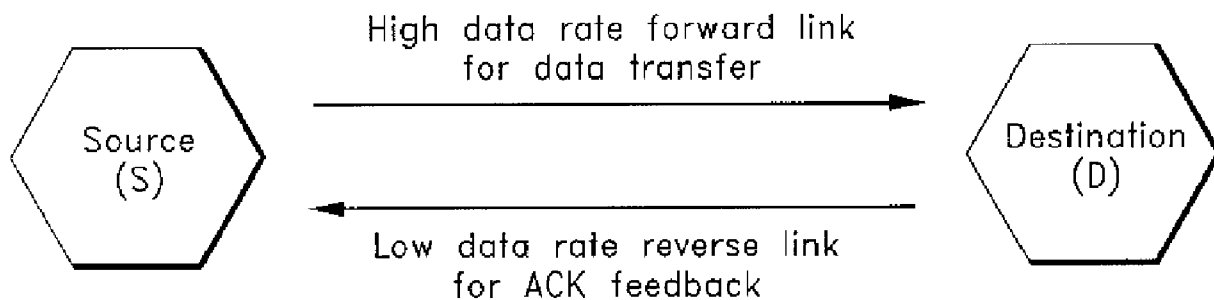 High data rate forward link
for data transfer
Source
(S)
Destination
(D)
Low data rate reverse link
for ACK feedback